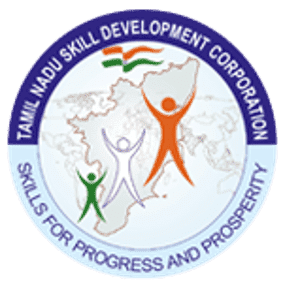 TAMIL NADU SKILL DEVELOPMENT CORPORATION
SKILLS FOR PROGRESS AND PROSPERITY